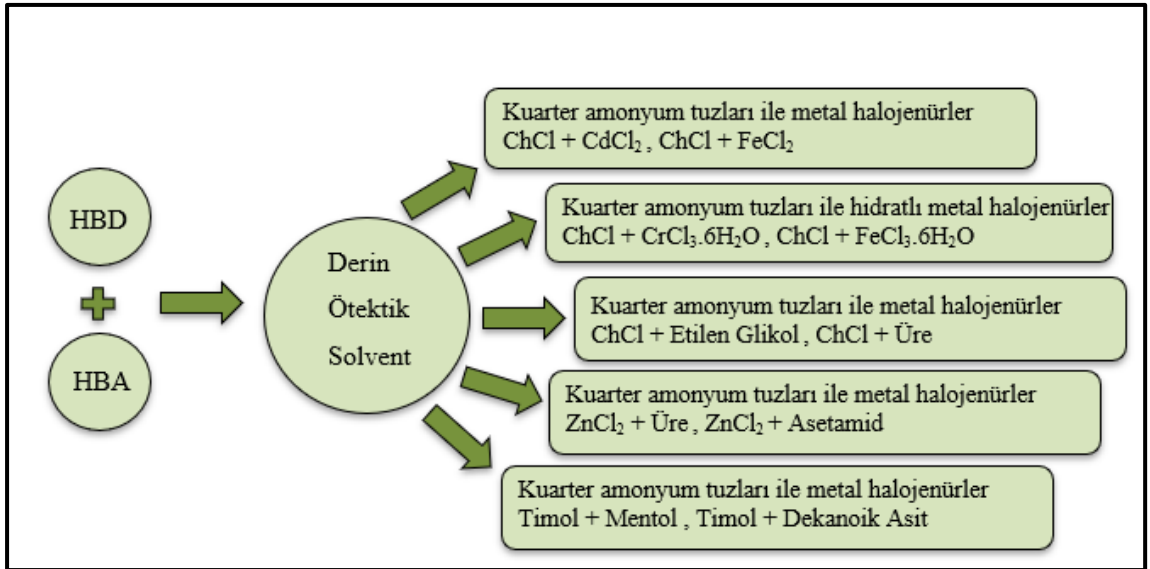 HBD
HBA
Derin
Ötektik
Solvent
Kuarter amonyum tuzları ile metal halojenürler
ChCl + CdCl₂ , ChCl + FeCl₂
Kuarter amonyum tuzları ile hidratlı metal halojenürler
ChCl + CrCl₃.6H₂O , ChCl + FeCl₃.6H₂O
Kuarter amonyum tuzları ile metal halojenürler
ChCl + Etilen Glikol , ChCl + Üre
Kuarter amonyum tuzları ile metal halojenürler
ZnCl₂ + Üre , ZnCl₂ + Asetamid
Kuarter amonyum tuzları ile metal halojenürler
Timol + Mentol , Timol + Dekanoik Asit